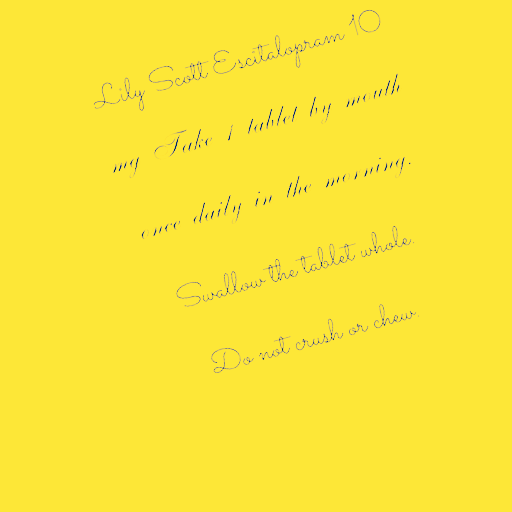 Lily Scott Escitalopram 10
mg Take 1 tablet by mouth
once daily in the morning.
Swallow the tablet whole.
Do not crush or chew.